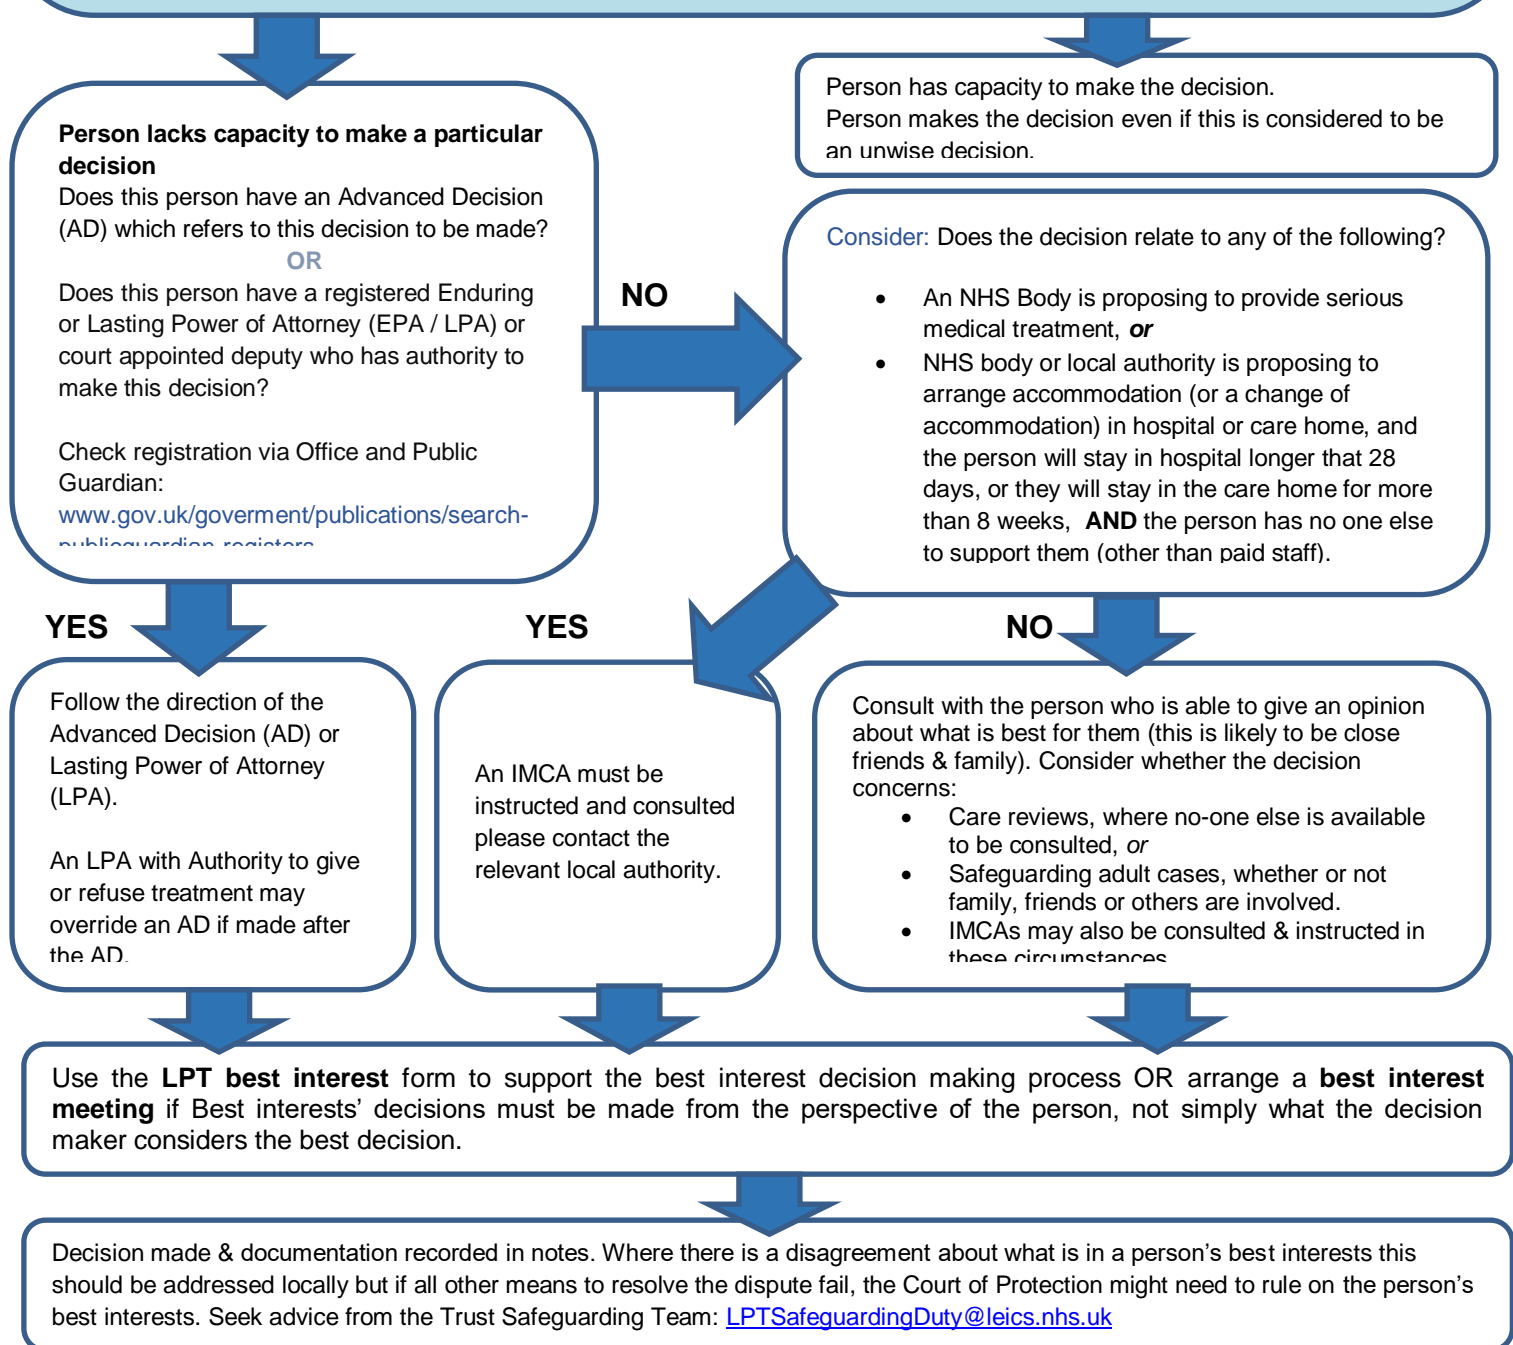 Person has capacity to make the decision.
Person makes the decision even if this is considered to be
an unwise decision.
Person lacks capacity to make a particular
decision
Does this person have an Advanced Decision
(AD) which refers to this decision to be made?
OR
Does this person have a registered Enduring
or Lasting Power of Attorney (EPA / LPA) or
court appointed deputy who has authority to
make this decision?
Check registration via Office and Public
Guardian:
www.gov.uk/goverment/publications/search-
publicguardian-registers
NO
Consider: Does the decision relate to any of the following?
• An NHS Body is proposing to provide serious
medical treatment, or
• NHS body or local authority is proposing to
arrange accommodation (or a change of
accommodation) in hospital or care home, and
the person will stay in hospital longer that 28
days, or they will stay in the care home for more
than 8 weeks, AND the person has no one else
to support them (other than paid staff).
YES
YES
NO
Follow the direction of the
Advanced Decision (AD) or
Lasting Power of Attorney
(LPA).
An LPA with Authority to give
or refuse treatment may
override an AD if made after
the AD.
An IMCA must be
instructed and consulted
please contact the
relevant local authority.
Consult with the person who is able to give an opinion
about what is best for them (this is likely to be close
friends & family). Consider whether the decision
concerns:
• Care reviews, where no-one else is available
to be consulted, or
• Safeguarding adult cases, whether or not
family, friends or others are involved.
• IMCAs may also be consulted & instructed in
these circumstances
Use the LPT best interest form to support the best interest decision making process OR arrange a best interest
meeting if Best interests’ decisions must be made from the perspective of the person, not simply what the decision
maker considers the best decision.
Decision made & documentation recorded in notes. Where there is a disagreement about what is in a person’s best interests this
should be addressed locally but if all other means to resolve the dispute fail, the Court of Protection might need to rule on the person’s
best interests. Seek advice from the Trust Safeguarding Team: LPTSafeguardingDuty@leics.nhs.uk